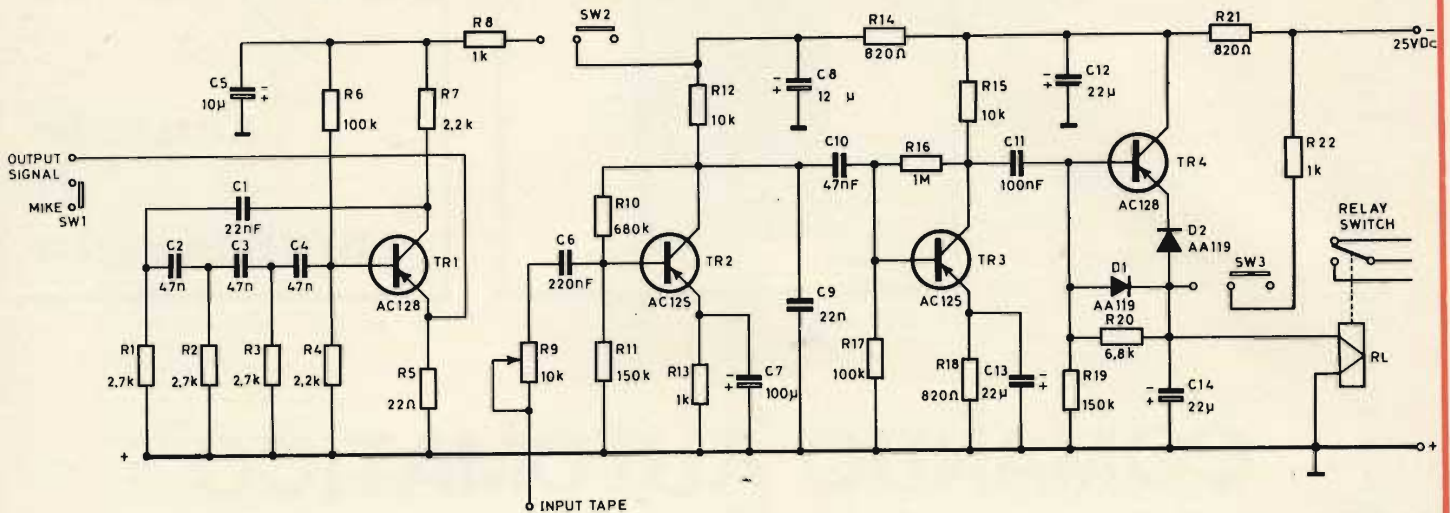 R8
1k
SW2
R14
820Ω
R21
820Ω
-
25VDc
C5
10µ
-
+
R6
100k
R7
2,2k
R12
10k
-
+
C8
12 µ
R15
10k
-
+
C12
22µ
R22
1k
OUTPUT
SIGNAL
MIKE
SW1
C1
22nF
C2
47n
C3
47n
C4
47n
TR1
AC128
R10
680k
C6
220nF
TR2
AC125
C10
47nF
R16
1M
C11
100nF
TR3
AC125
TR4
AC128
D2
AA119
D1
AA119
SW3
RELAY
SWITCH
C9
22n
R20
6,8k
RL
R1
2,7k
R2
2,7k
R3
2,7k
R4
2,2k
R5
22Ω
R9
10k
R11
150k
R13
1k
-
+
C7
100µ
R17
100k
R18
820Ω
C13
22µ
-
+
R19
150k
-
+
C14
22µ
+
+
INPUT TAPE